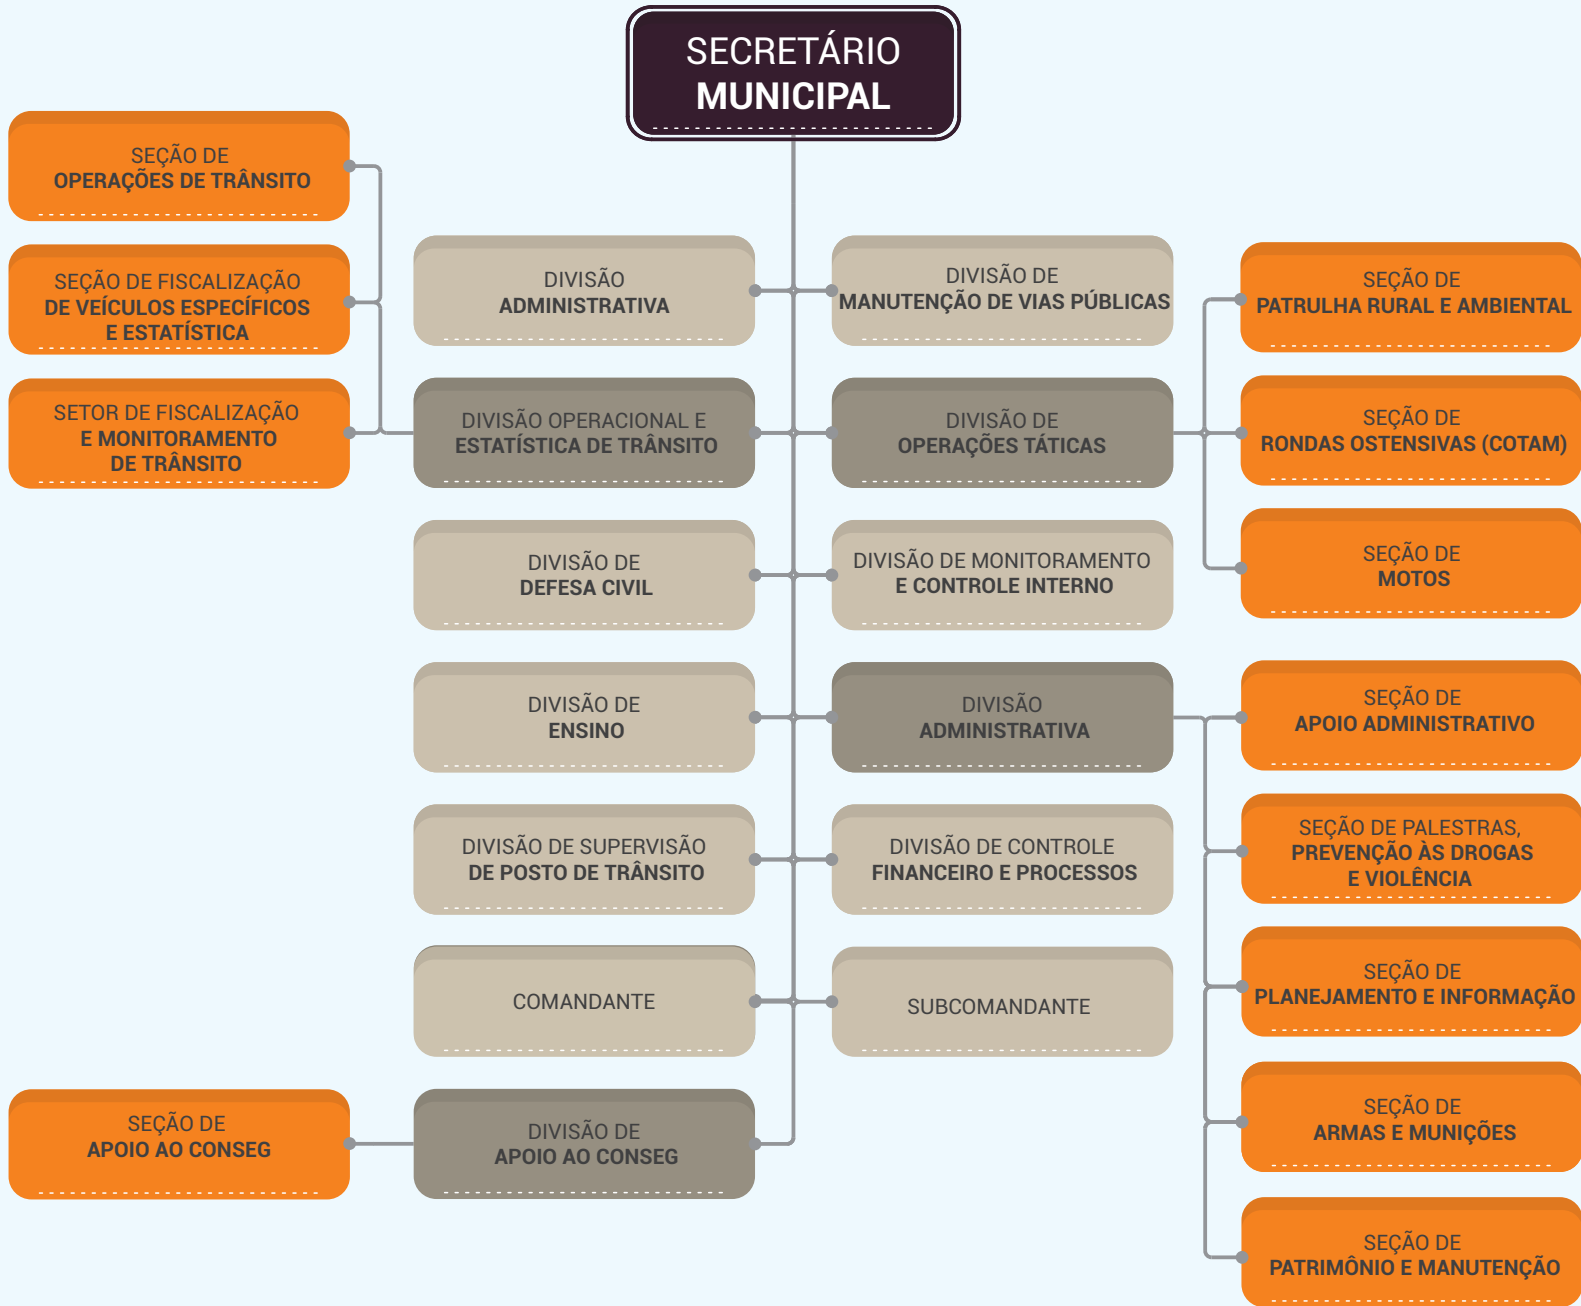 SECRETÁRIO
MUNICIPAL
SEÇÃO DE
OPERAÇÕES DE TRÂNSITO
SEÇÃO DE FISCALIZAÇÃO
DE VEÍCULOS ESPECÍFICOS
E ESTATÍSTICA
SETOR DE FISCALIZAÇÃO
E MONITORAMENTO
DE TRÂNSITO
DIVISÃO
ADMINISTRATIVA
DIVISÃO DE
MANUTENÇÃO DE VIAS PÚBLICAS
DIVISÃO OPERACIONAL E
ESTATÍSTICA DE TRÂNSITO
DIVISÃO DE
OPERAÇÕES TÁTICAS
SEÇÃO DE
PATRULHA RURAL E AMBIENTAL
SEÇÃO DE
RONDAS OSTENSIVAS (COTAM)
SEÇÃO DE
MOTOS
DIVISÃO DE
DEFESA CIVIL
DIVISÃO DE MONITORAMENTO
E CONTROLE INTERNO
DIVISÃO DE
ENSINO
DIVISÃO
ADMINISTRATIVA
SEÇÃO DE
APOIO ADMINISTRATIVO
SEÇÃO DE PALESTRAS,
PREVENÇÃO ÀS DROGAS
E VIOLÊNCIA
SEÇÃO DE
PLANEJAMENTO E INFORMAÇÃO
SEÇÃO DE
ARMAS E MUNIÇÕES
SEÇÃO DE
PATRIMÔNIO E MANUTENÇÃO
DIVISÃO DE SUPERVISÃO
DE POSTO DE TRÂNSITO
DIVISÃO DE CONTROLE
FINANCEIRO E PROCESSOS
COMANDANTE
SUBCOMANDANTE
SEÇÃO DE
APOIO AO CONSEG
DIVISÃO DE
APOIO AO CONSEG